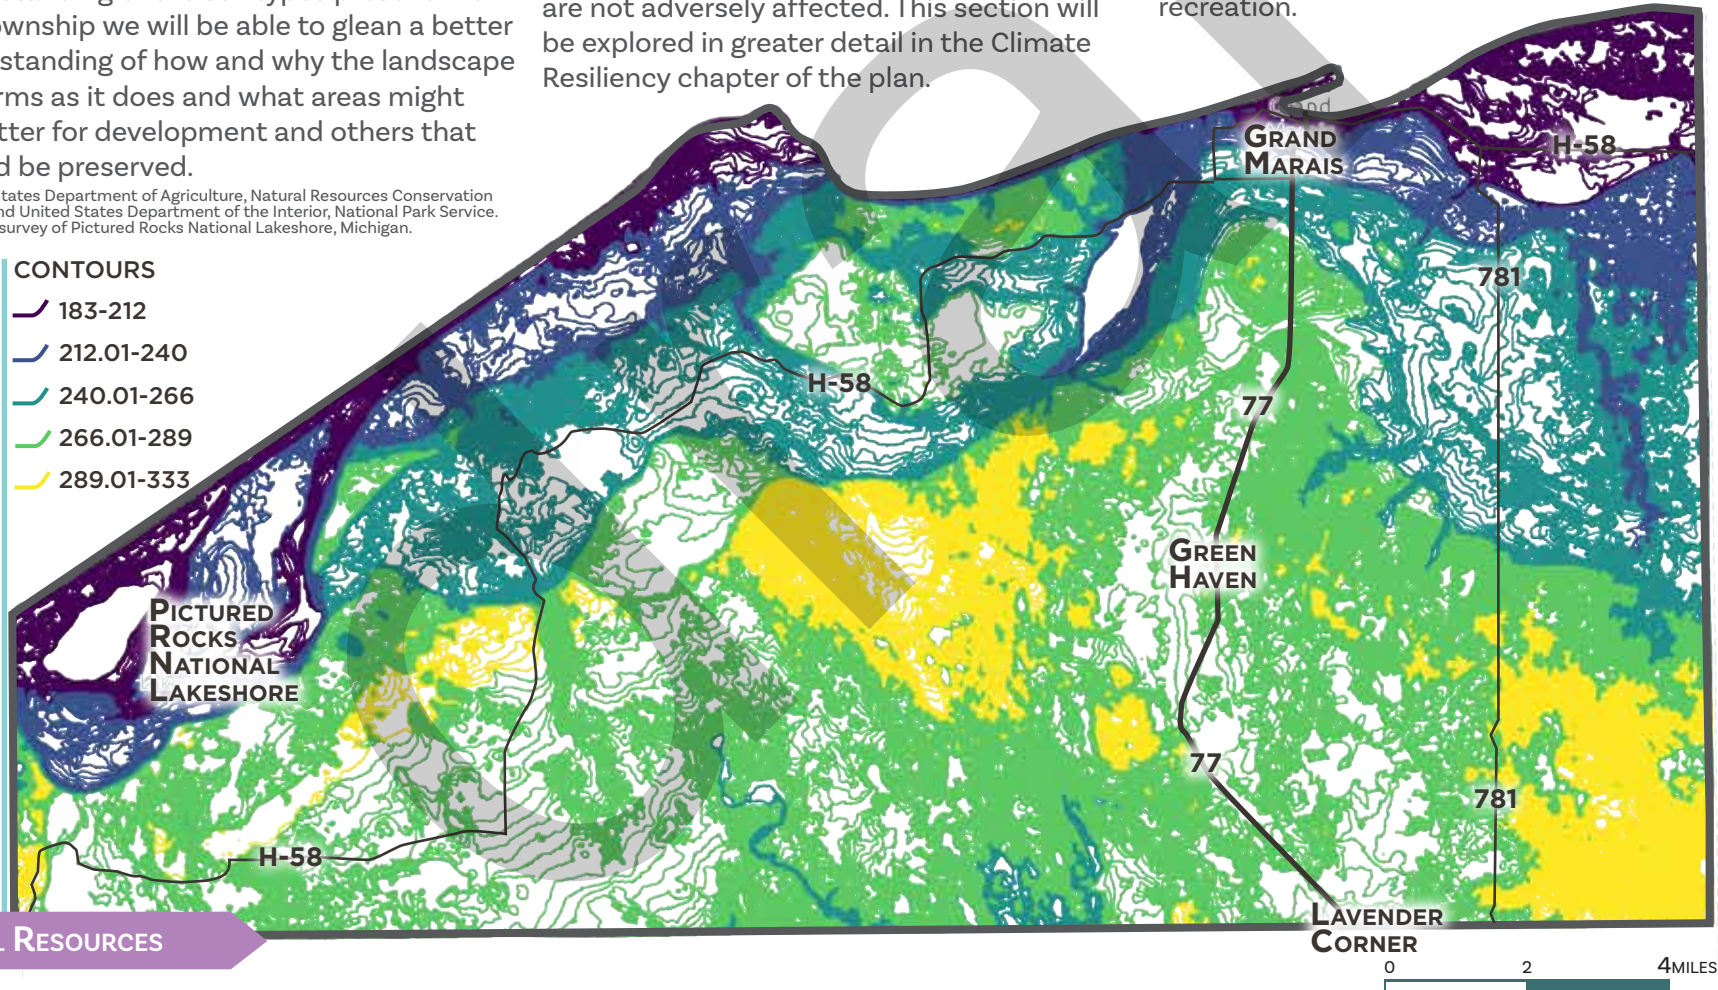 ownship we will be able to glean a better
standing of how and why the landscape
rms as it does and what areas might
tter for development and others that
d be preserved.
tates Department of Agriculture, Natural Resources Conservation
nd United States Department of the Interior, National Park Service.
survey of Pictured Rocks National Lakeshore, Michigan.
are not adversely affected. This section will
be explored in greater detail in the Climate
Resiliency chapter of the plan.
recreation.
CONTOURS
183-212
212.01-240
240.01-266
266.01-289
289.01-333
GRAND
MARAIS
H-58
781
H-58
77
GREEN
HAVEN
PICTURED
ROCKS
NATIONAL
LAKESHORE
77
781
H-58
LAVENDER
CORNER
L RESOURCES
0 2 4MILES